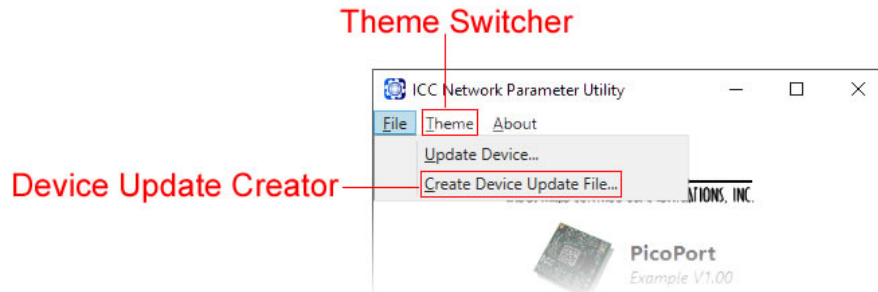 Theme Switcher
ICC Network Parameter Utility
File Theme About
Update Device...
Device Update Creator
Create Device Update File...
INC.
PicoPort
Example V1.00